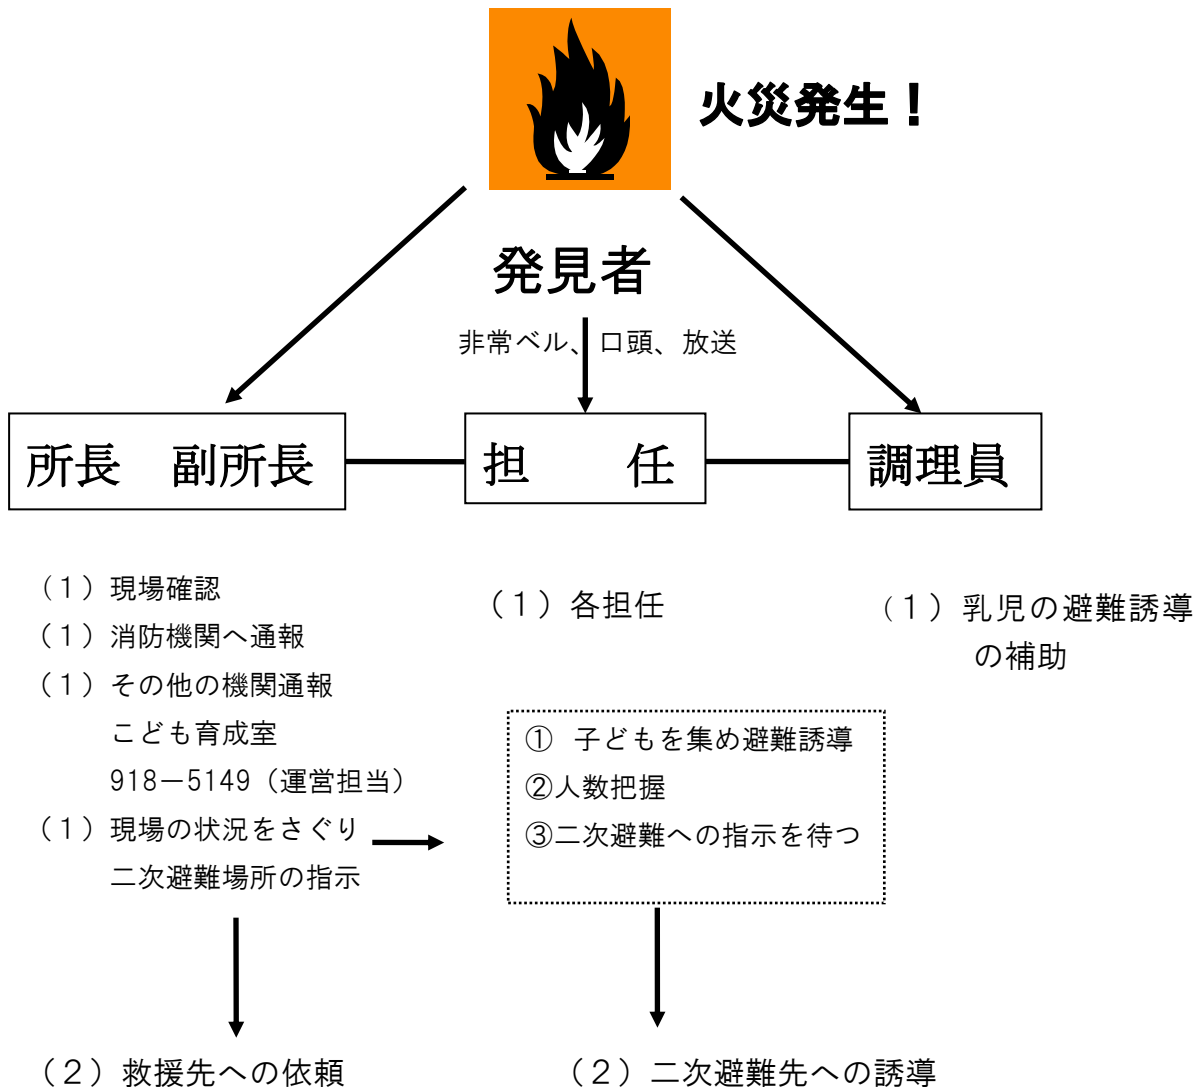 火災発生！
発見者
非常ベル、口頭、放送
所長　副所長
担　　任
調理員
（１）現場確認
（１）消防機関へ通報
（１）その他の機関通報
こども育成室
918－5149（運営担当）
（１）現場の状況をさぐり
二次避難場所の指示
（２）救援先への依頼
（１）各担任
①　子どもを集め避難誘導
②人数把握
③二次避難への指示を待つ
（２）二次避難先への誘導
（１）乳児の避難誘導
の補助